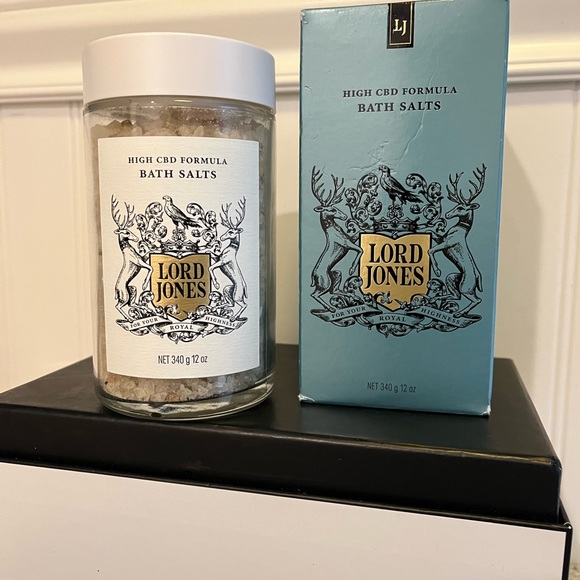 HIGH CBD FORMULA
BATH SALTS
LORD
JONES
FOR YOUR ROYAL HIGHNESS
NET 340 g 12 oz
LJ
HIGH CBD FORMULA
BATH SALTS
LORD
JONES
FOR YOUR ROYAL HIGHNESS
NET 340 g 12 oz